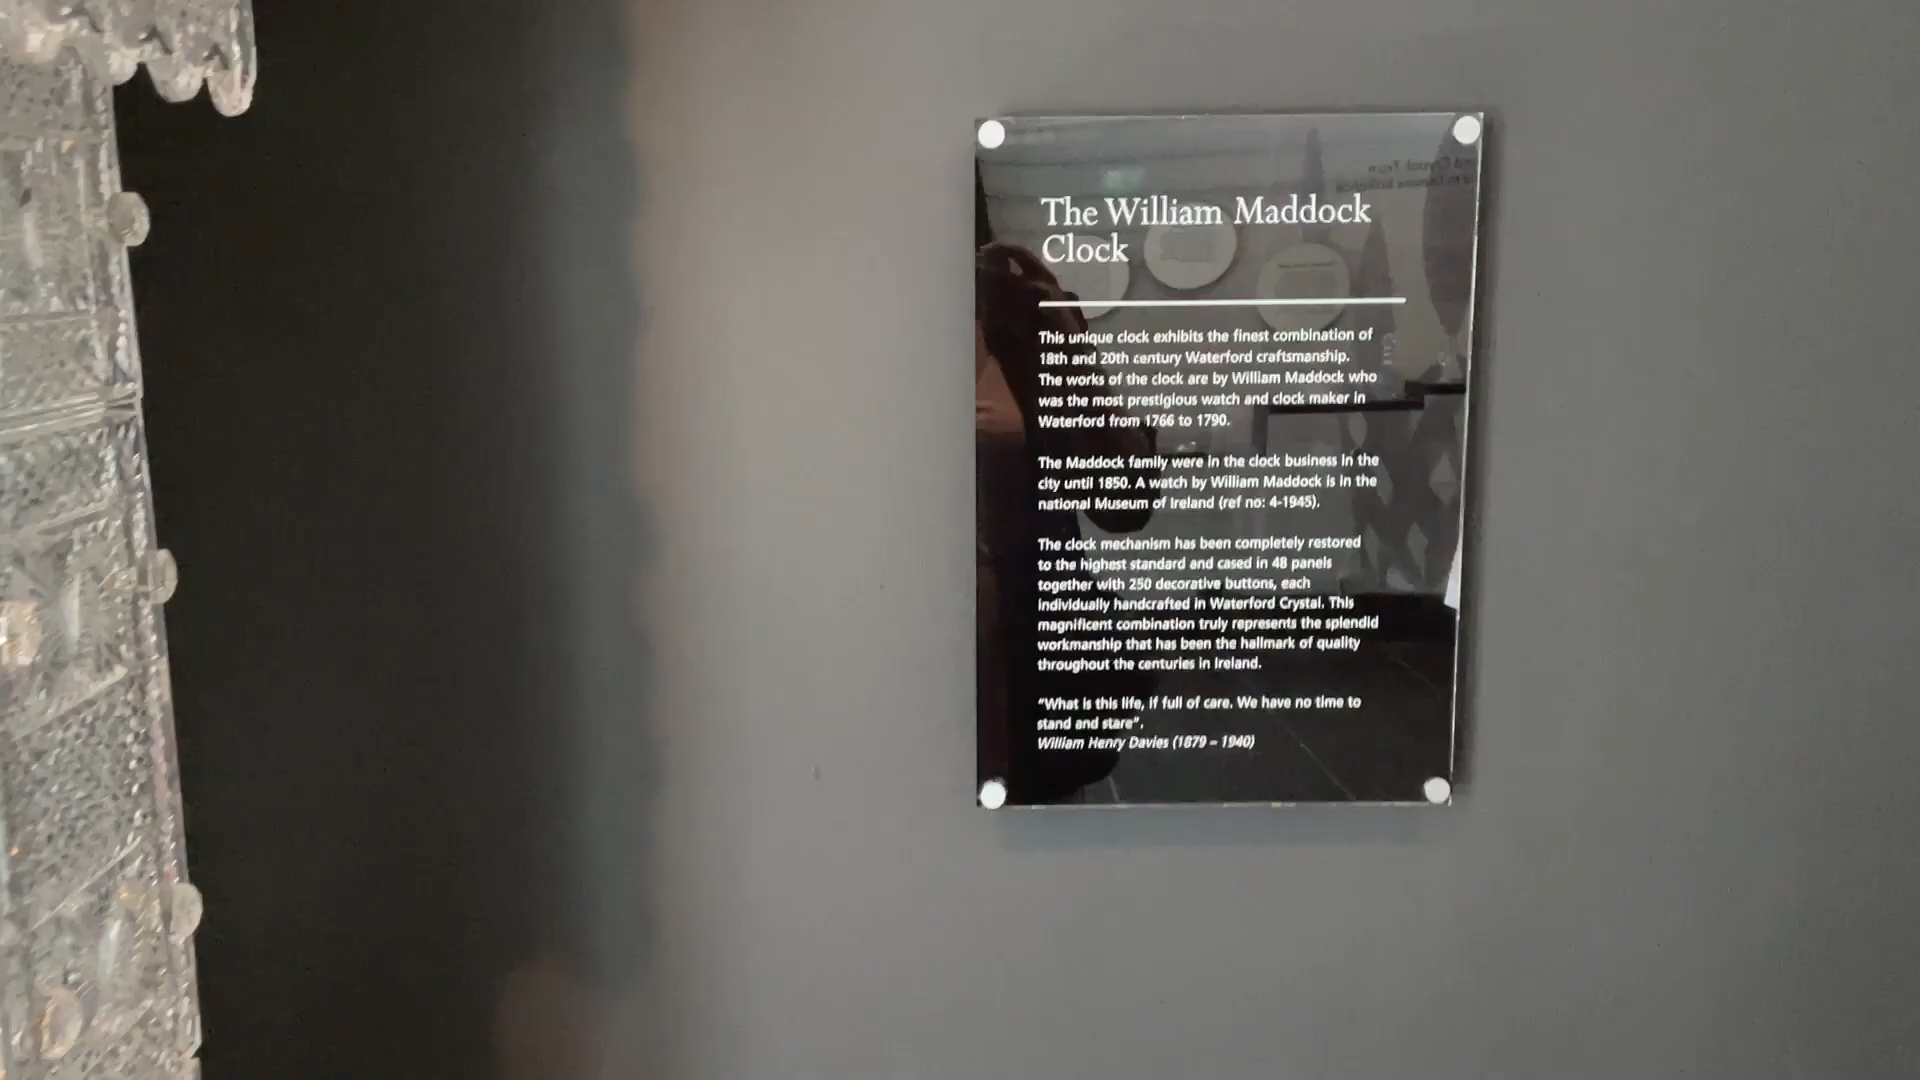 The William Maddock
Clock
This unique clock exhibits the finest combination of
18th and 20th century Waterford craftsmanship.
The works of the clock are by William Maddock who
was the most prestigious watch and clock maker in
Waterford from 1766 to 1790.
The Maddock family were in the clock business in the
city until 1850. A watch by William Maddock is in the
national Museum of Ireland (ref no: 4-1945).
The clock mechanism has been completely restored
to the highest standard and cased in 48 panels
together with 250 decorative buttons, each
individually handcrafted in Waterford Crystal. This
magnificent combination truly represents the splendid
workmanship that has been the hallmark of quality
throughout the centuries in Ireland.
"What is this life, if full of care. We have no time to
stand and stare".
William Henry Davies (1879 – 1940)